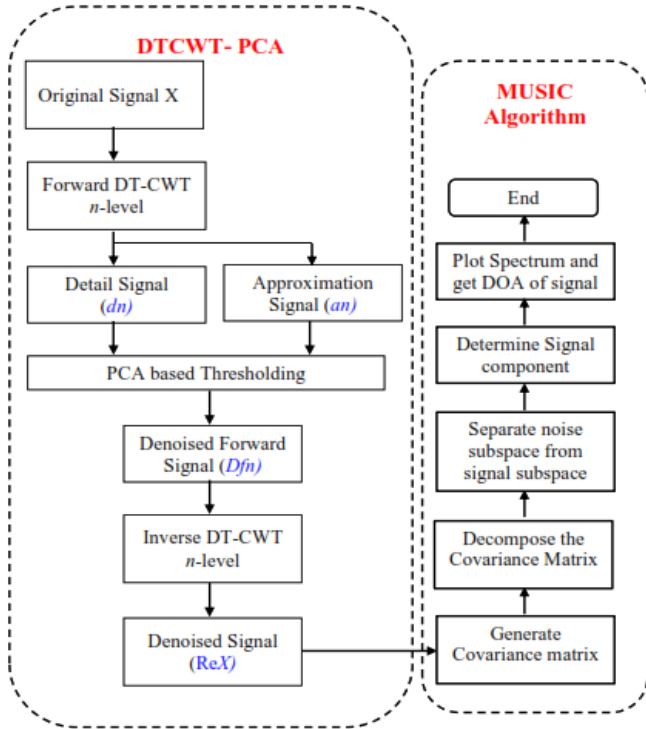 DTCWT- PCA
Original Signal X
Forward DT-CWT
n-level
Detail Signal
(dn)
Approximation
Signal (an)
PCA based Thresholding
Denoised Forward
Signal (Dfn)
Inverse DT-CWT
n-level
Denoised Signal
(ReX)
MUSIC
Algorithm
End
Plot Spectrum and
get DOA of signal
Determine Signal
component
Separate noise
subspace from
signal subspace
Decompose the
Covariance Matrix
Generate
Covariance matrix